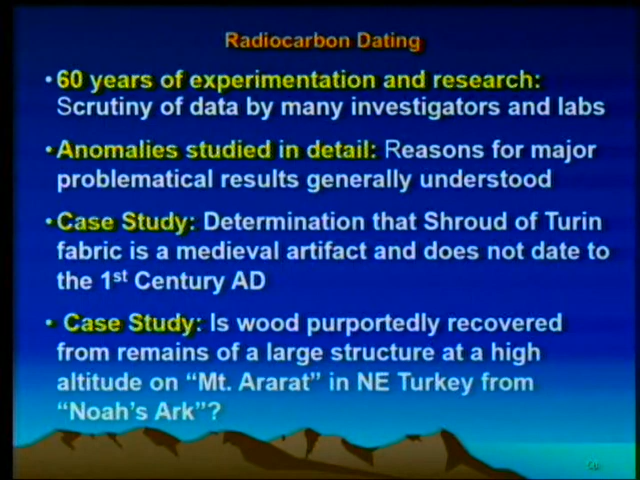 Radiocarbon Dating
• 60 years of experimentation and research:
Scrutiny of data by many investigators and labs
• Anomalies studied in detail: Reasons for major
problematical results generally understood
• Case Study: Determination that Shroud of Turin
fabric is a medieval artifact and does not date to
the 1st Century AD
• Case Study: Is wood purportedly recovered
from remains of a large structure at a high
altitude on “Mt. Ararat” in NE Turkey from
“Noah’s Ark”?